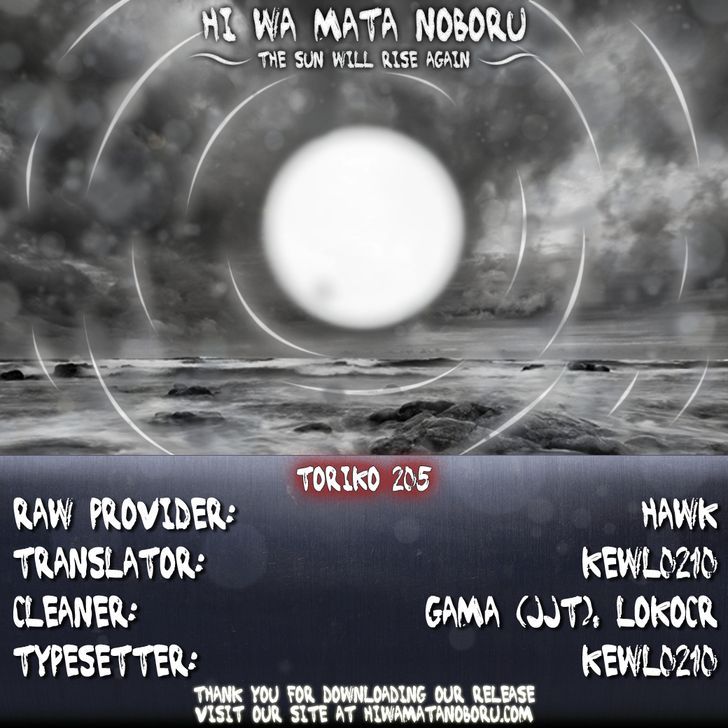 HI WA MATA NOBORU
THE SUN WILL RISE AGAIN
TORIKO 205
RAW PROVIDER: HAWK
TRANSLATOR: KEWL0210
CLEANER: GAMA (JJT), LOKOCR
TYPESETTER: KEWL0210
THANK YOU FOR DOWNLOADING OUR RELEASE
VISIT OUR SITE AT HIWAMATANOBORU.COM